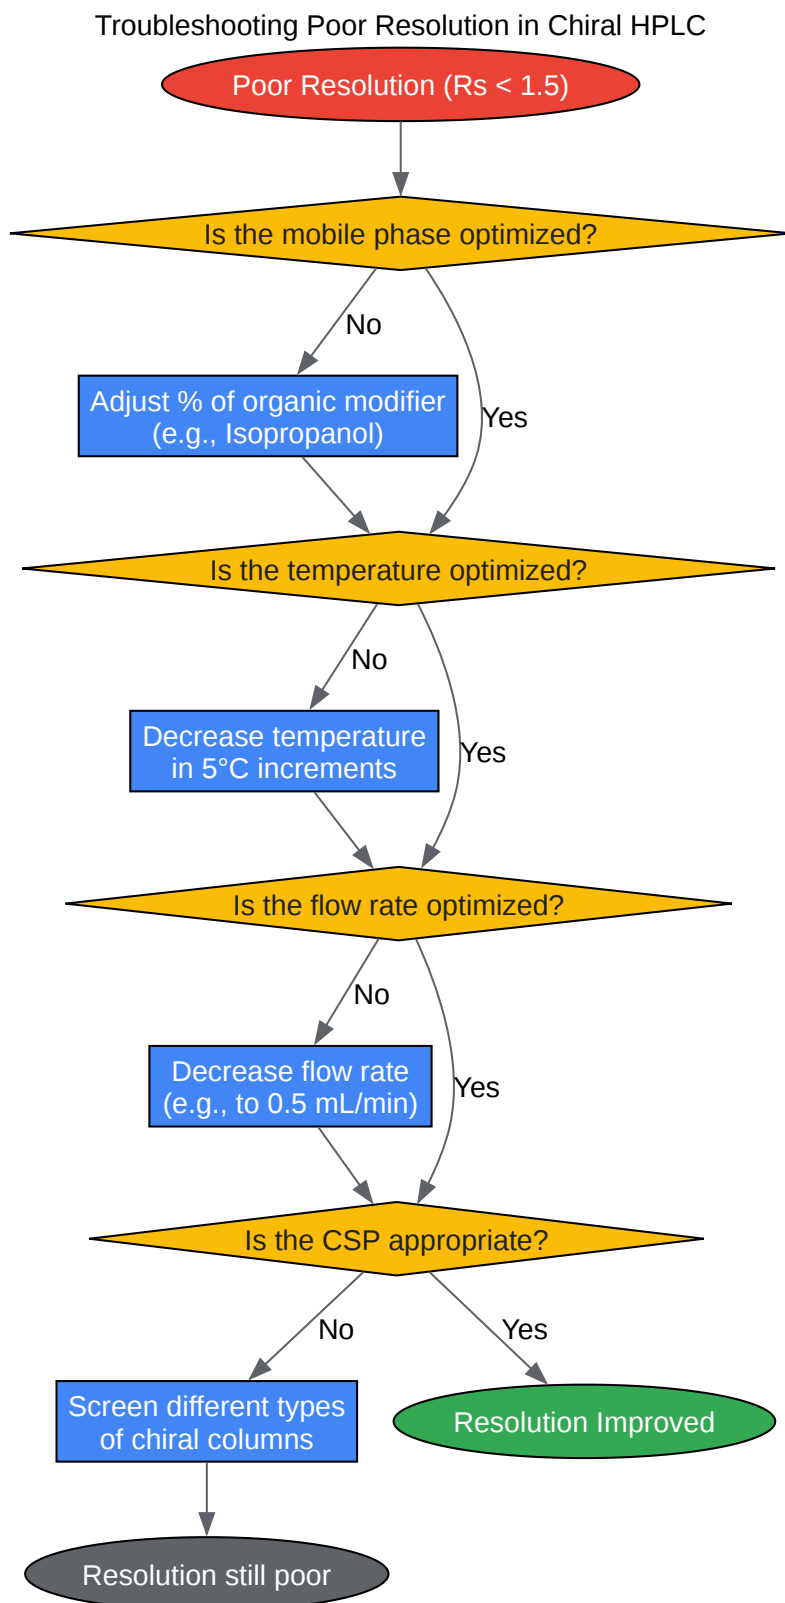 Troubleshooting Poor Resolution in Chiral HPLC
Poor Resolution (Rs < 1.5)
Is the mobile phase optimized?
No
Adjust % of organic modifier
(e.g., Isopropanol)
Yes
Is the temperature optimized?
No
Decrease temperature
in 5°C increments
Yes
Is the flow rate optimized?
No
Decrease flow rate
(e.g., to 0.5 mL/min)
Yes
Is the CSP appropriate?
No
Yes
Screen different types
of chiral columns
Resolution Improved
Resolution still poor